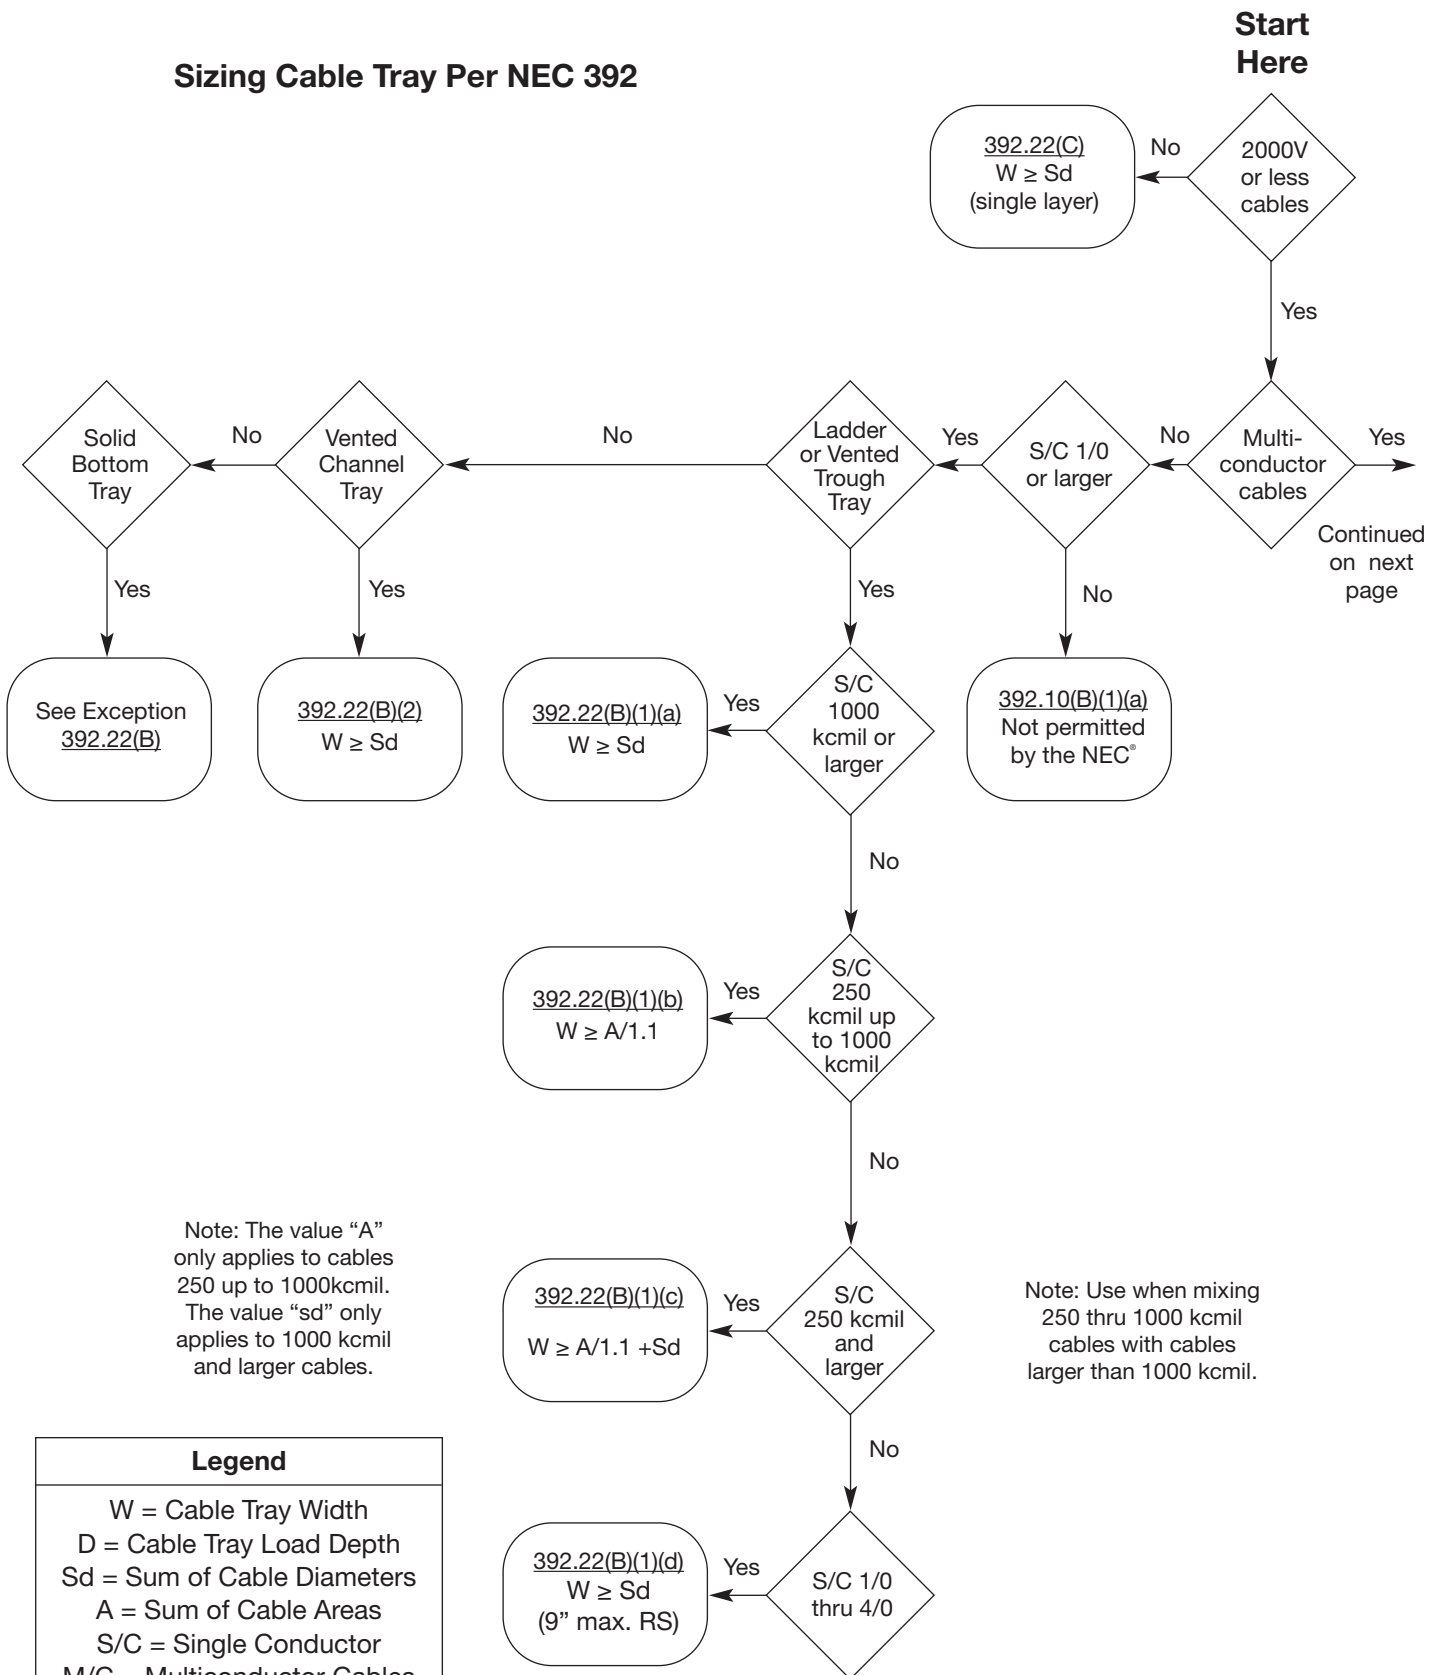 Start
Here
Sizing Cable Tray Per NEC 392
392.22(C)
W ≥ Sd
(single layer)
No
2000V
or less
cables
Yes
Solid
Bottom
Tray
No
Vented
Channel
Tray
No
Ladder
or Vented
Trough
Tray
Yes
S/C 1/0
or larger
No
Multi-
conductor
cables
Yes
Continued
on next
page
Yes
Yes
Yes
No
See Exception
392.22(B)
392.22(B)(2)
W ≥ Sd
392.22(B)(1)(a)
W ≥ Sd
Yes
S/C
1000
kcmil or
larger
392.10(B)(1)(a)
Not permitted
by the NEC®
No
392.22(B)(1)(b)
W ≥ A/1.1
Yes
S/C
250
kcmil up
to 1000
kcmil
No
Note: The value “A”
only applies to cables
250 up to 1000kcmil.
The value “sd” only
applies to 1000 kcmil
and larger cables.
392.22(B)(1)(c)
W ≥ A/1.1 +Sd
Yes
S/C
250 kcmil
and
larger
Note: Use when mixing
250 thru 1000 kcmil
cables with cables
larger than 1000 kcmil.
No
Legend
W = Cable Tray Width
D = Cable Tray Load Depth
Sd = Sum of Cable Diameters
A = Sum of Cable Areas
S/C = Single Conductor
M/C = Multiconductor Cables
392.22(B)(1)(d)
W ≥ Sd
(9” max. RS)
Yes
S/C 1/0
thru 4/0